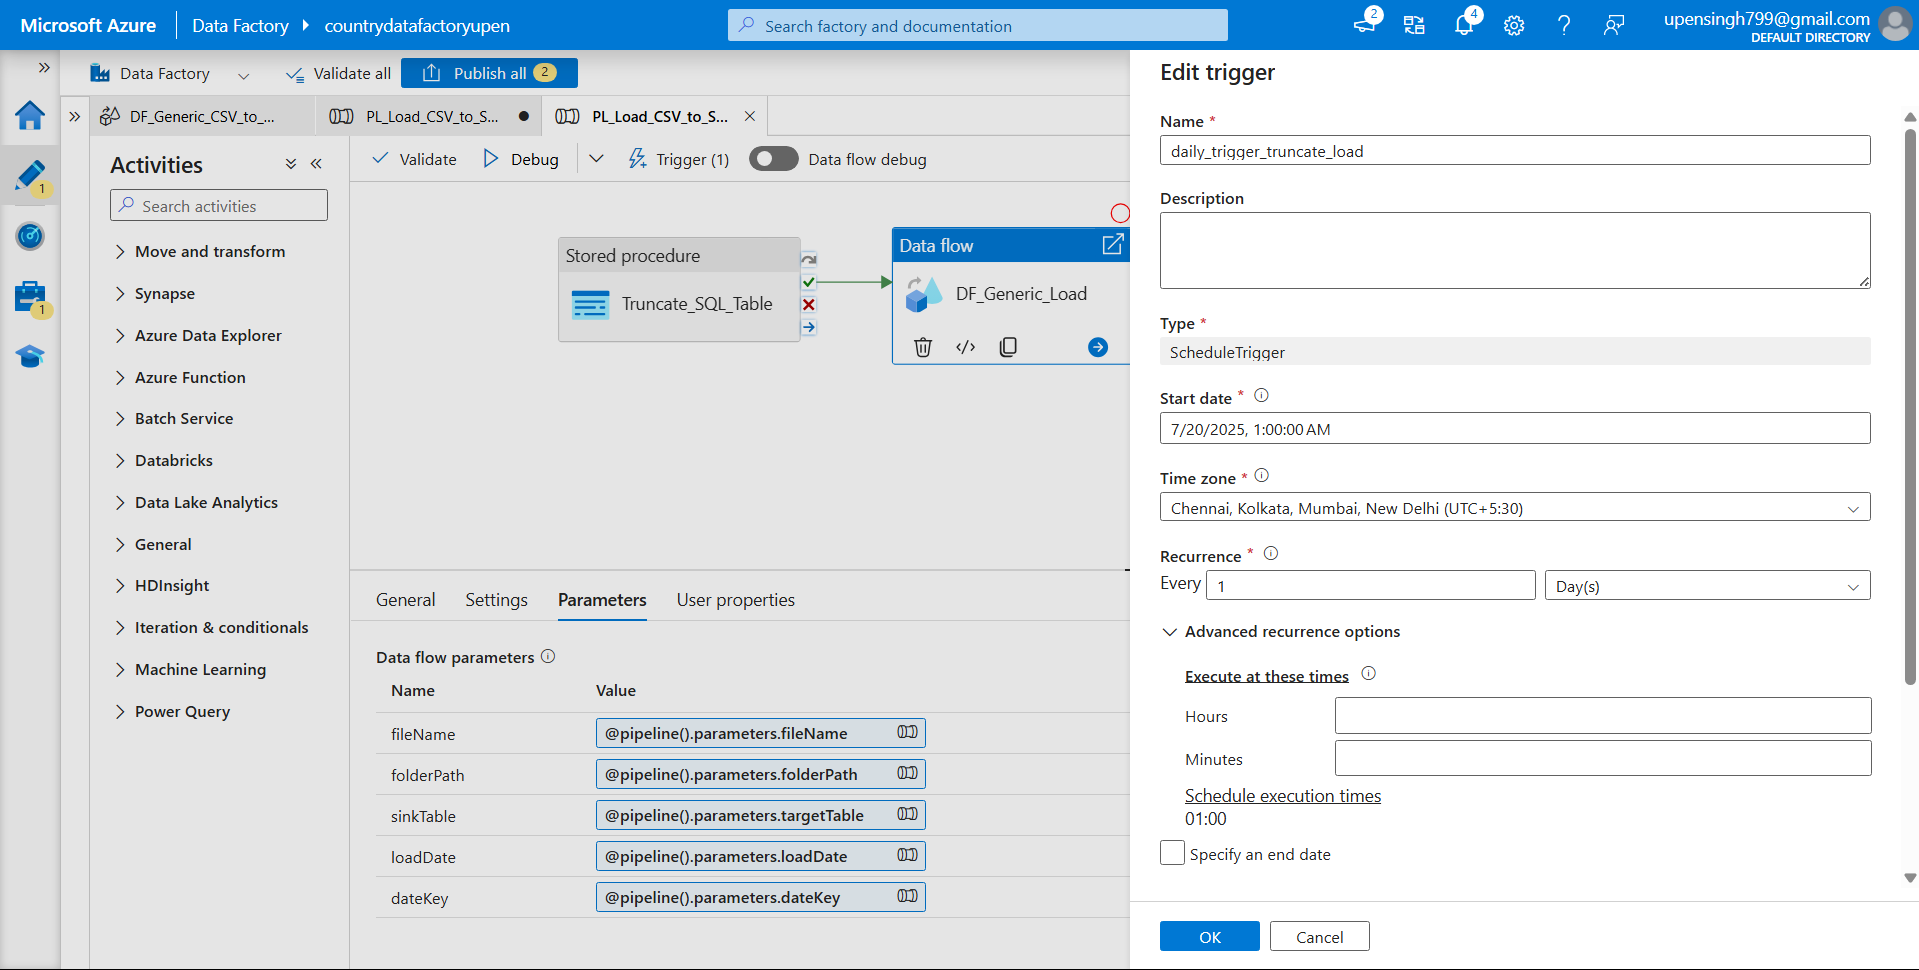 Microsoft Azure
Data Factory
countrydatafactoryupen
Search factory and documentation
2
4
upensingh799@gmail.com
DEFAULT DIRECTORY
Data Factory
Validate all
Publish all 2
DF_Generic_CSV_to_...
PL_Load_CSV_to_S...
PL_Load_CSV_to_S...
1
1
Activities
Search activities
Move and transform
Synapse
Azure Data Explorer
Azure Function
Batch Service
Databricks
Data Lake Analytics
General
HDInsight
Iteration & conditionals
Machine Learning
Power Query
Validate
Debug
Trigger (1)
Data flow debug
Stored procedure
Truncate_SQL_Table
Data flow
DF_Generic_Load
General
Settings
Parameters
User properties
Data flow parameters
Name Value
fileName @pipeline().parameters.fileName
folderPath @pipeline().parameters.folderPath
sinkTable @pipeline().parameters.targetTable
loadDate @pipeline().parameters.loadDate
dateKey @pipeline().parameters.dateKey
Edit trigger
Name *
daily_trigger_truncate_load
Description
Type *
ScheduleTrigger
Start date *
7/20/2025, 1:00:00 AM
Time zone *
Chennai, Kolkata, Mumbai, New Delhi (UTC+5:30)
Recurrence *
Every 1 Day(s)
Advanced recurrence options
Execute at these times
Hours
Minutes
Schedule execution times
01:00
Specify an end date
OK
Cancel